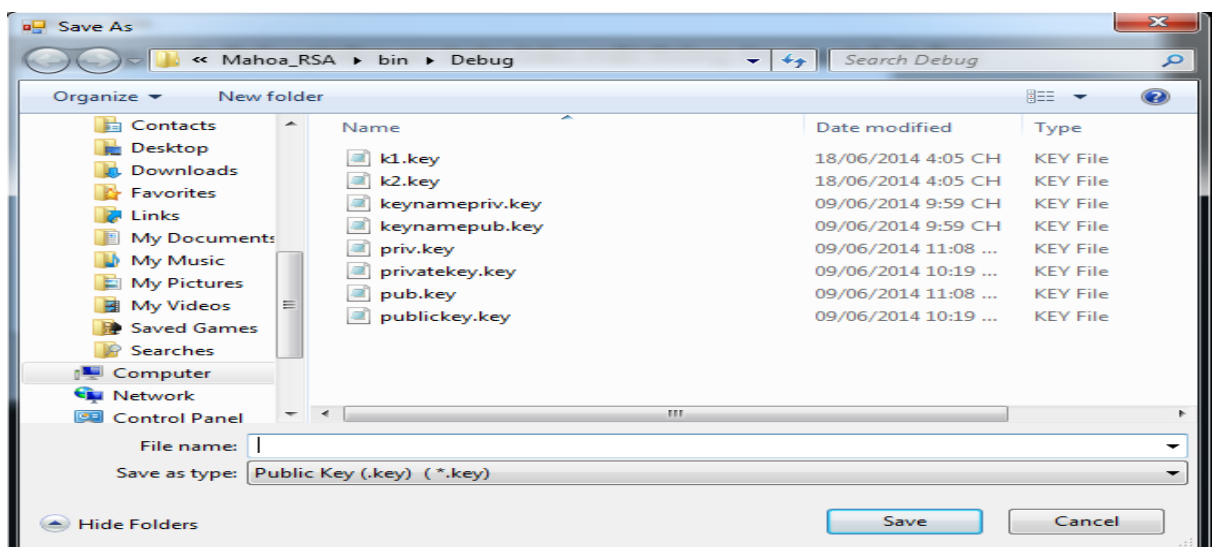 Save As
« Mahoa_RSA ▸ bin ▸ Debug
Search Debug
Organize
New folder
Contacts
Desktop
Downloads
Favorites
Links
My Documents
My Music
My Pictures
My Videos
Saved Games
Searches
Computer
Network
Control Panel
Name Date modified Type
k1.key 18/06/2014 4:05 CH KEY File
k2.key 18/06/2014 4:05 CH KEY File
keynamepriv.key 09/06/2014 9:59 CH KEY File
keynamepub.key 09/06/2014 9:59 CH KEY File
priv.key 09/06/2014 11:08 ... KEY File
privatekey.key 09/06/2014 10:19 ... KEY File
pub.key 09/06/2014 11:08 ... KEY File
publickey.key 09/06/2014 10:19 ... KEY File
File name:
Save as type: Public Key (.key) ( *.key)
Hide Folders
Save
Cancel